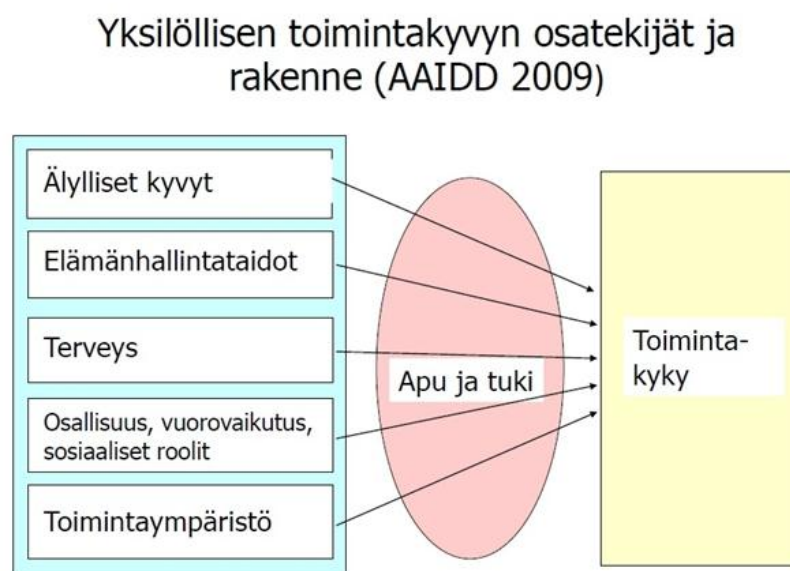 Yksilöllisen toimintakyvyn osatekijät ja
rakenne (AAIDD 2009)
Älylliset kyvyt
Elämänhallintataidot
Terveys
Osallisuus, vuorovaikutus,
sosiaaliset roolit
Toimintaympäristö
Apu ja tuki
Toiminta-
kyky